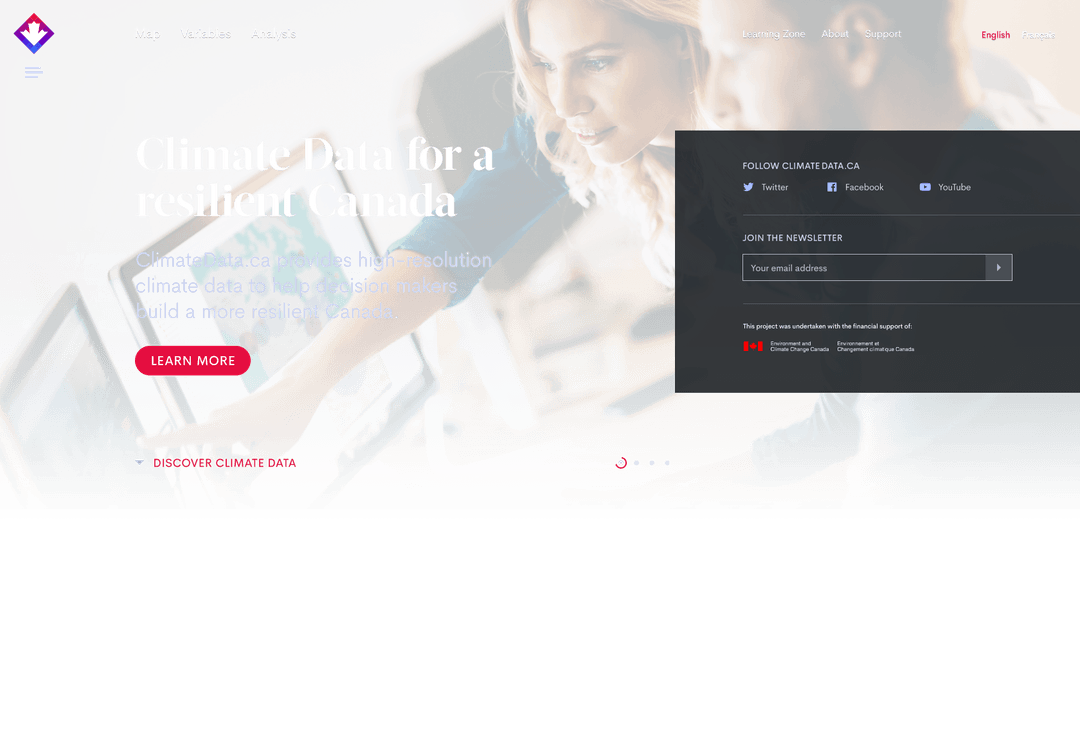 Map Variables Analysis
Learning Zone About Support
English Français
Climate Data for a
resilient Canada
ClimateData.ca provides high-resolution
climate data to help decision makers
build a more resilient Canada.
LEARN MORE
DISCOVER CLIMATE DATA
FOLLOW CLIMATEDATA.CA
Twitter Facebook YouTube
JOIN THE NEWSLETTER
Your email address
This project was undertaken with the financial support of:
Environment and
Climate Change Canada
Environnement et
Changement climatique Canada